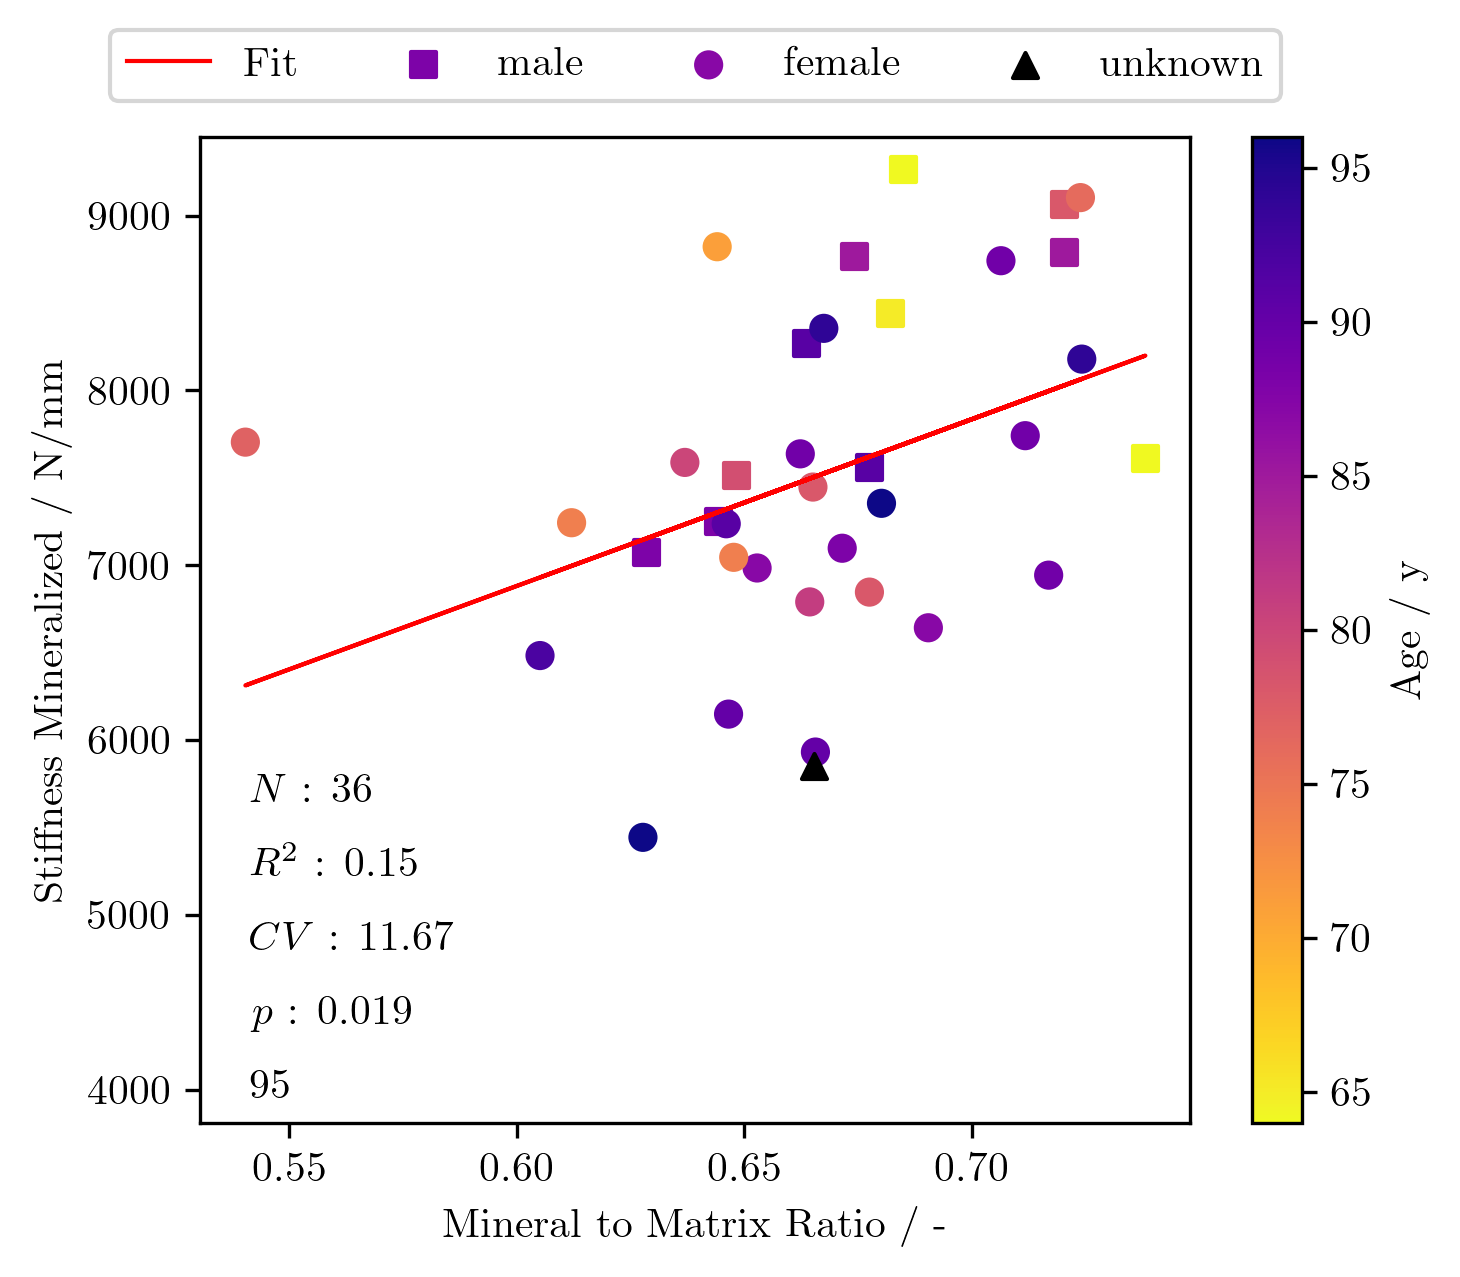 Fit male female unknown
9000
8000
7000
6000
5000
4000
Stiffness Mineralized / N/mm
N : 36
R² : 0.15
CV : 11.67
p : 0.019
95
0.55 0.60 0.65 0.70
Mineral to Matrix Ratio / -
95
90
85
80
75
70
65
Age / y